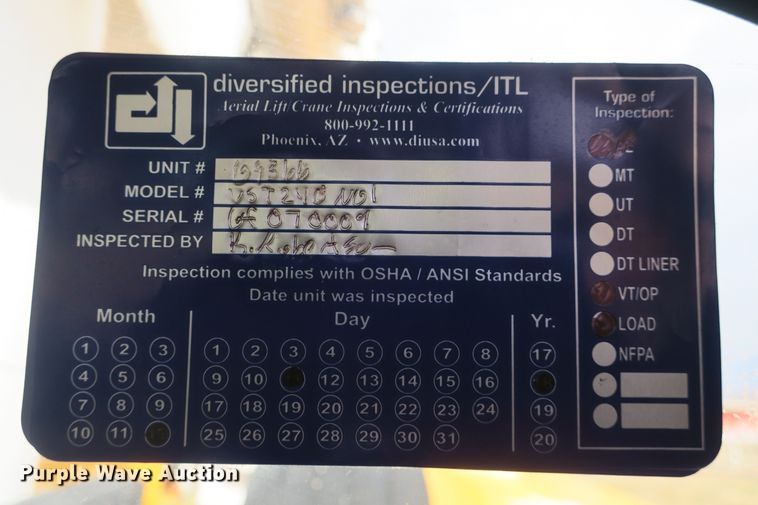 diversified inspections/ITL
Aerial Lift/Crane Inspections & Certifications
800-992-1111
Phoenix, AZ • www.diusa.com
UNIT #
MODEL #
SERIAL #
INSPECTED BY
Inspection complies with OSHA / ANSI Standards
Date unit was inspected
Month
1 2 3
4 5 6
7 8 9
10 11
Day
1 2 3 4 5 6 7 8
9 10 12 13 14 15 16
17 18 19 20 21 22 23 24
25 26 27 28 29 30 31
Yr.
17
19
20
Type of
Inspection:
MT
UT
DT
DT LINER
VT/OP
LOAD
NFPA
Purple Wave Auction